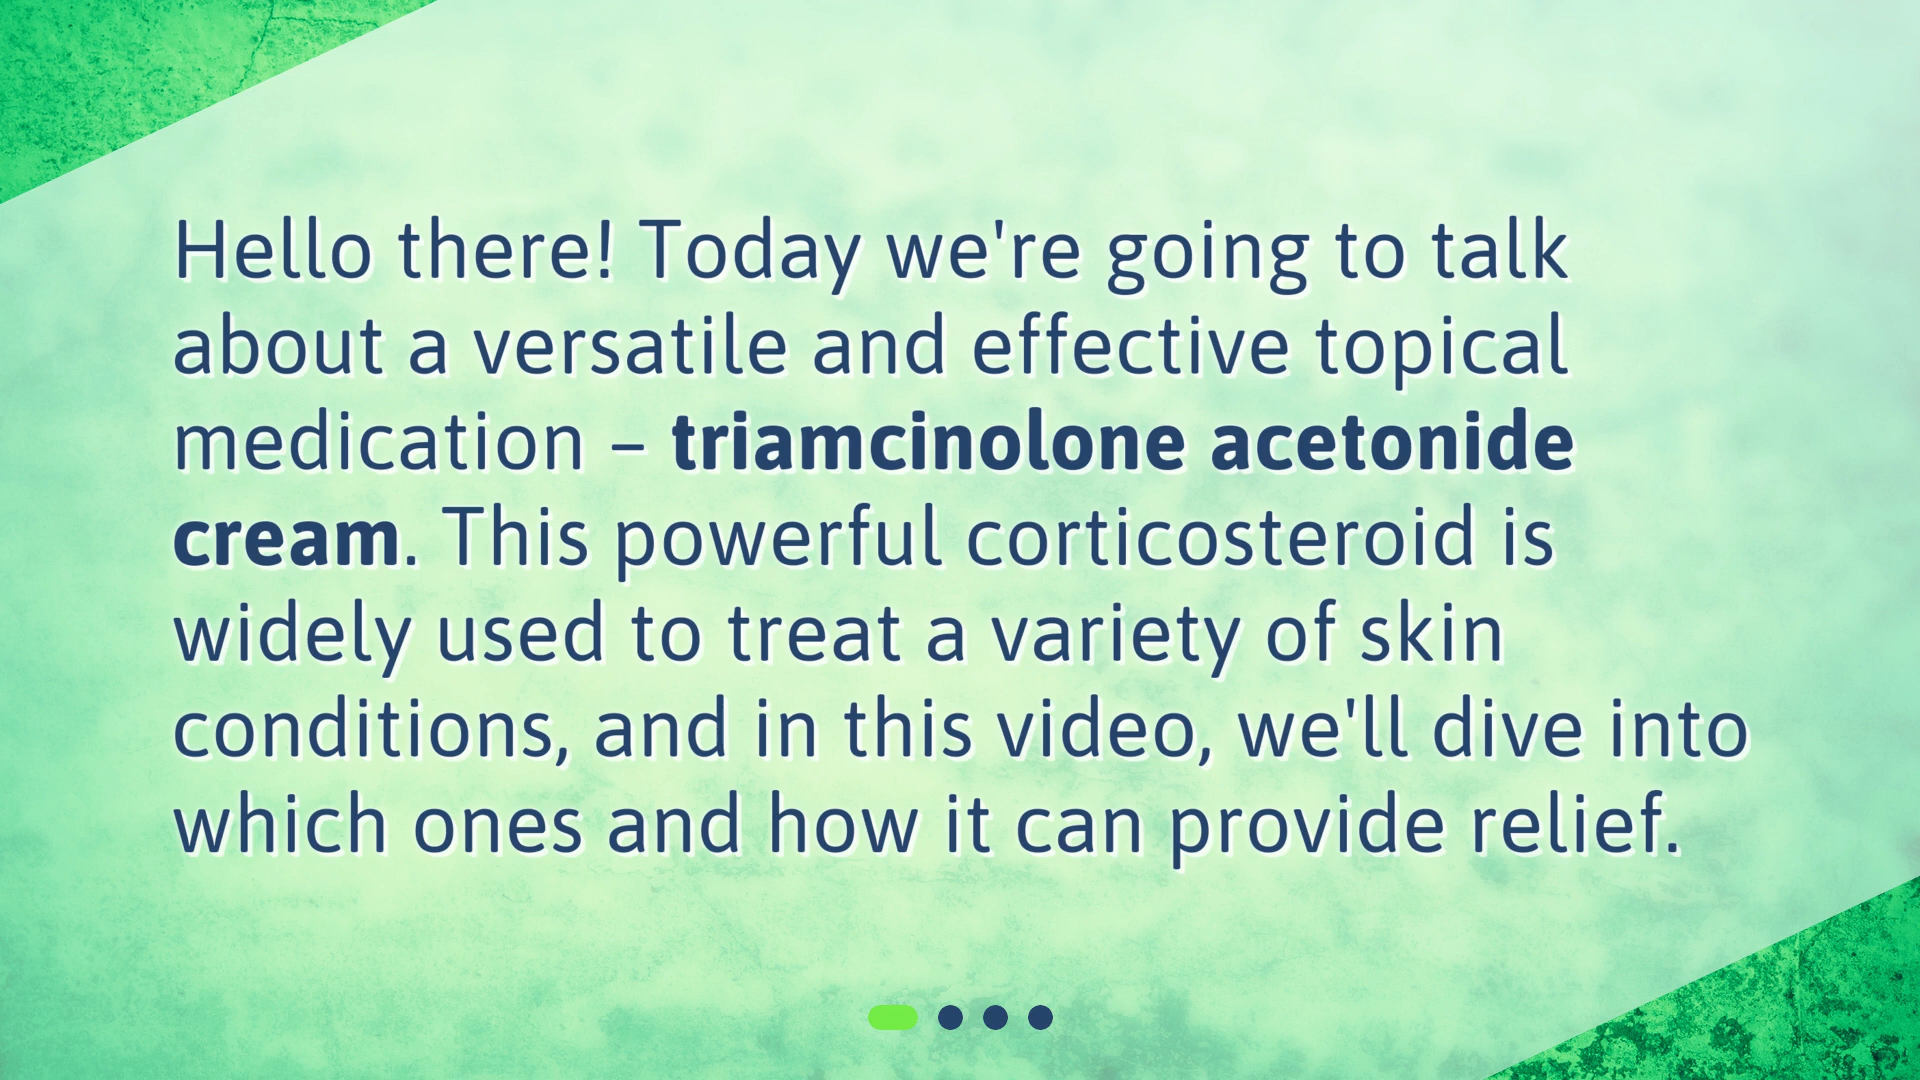 Hello there! Today we're going to talk
about a versatile and effective topical
medication – triamcinolone acetonide
cream. This powerful corticosteroid is
widely used to treat a variety of skin
conditions, and in this video, we'll dive into
which ones and how it can provide relief.